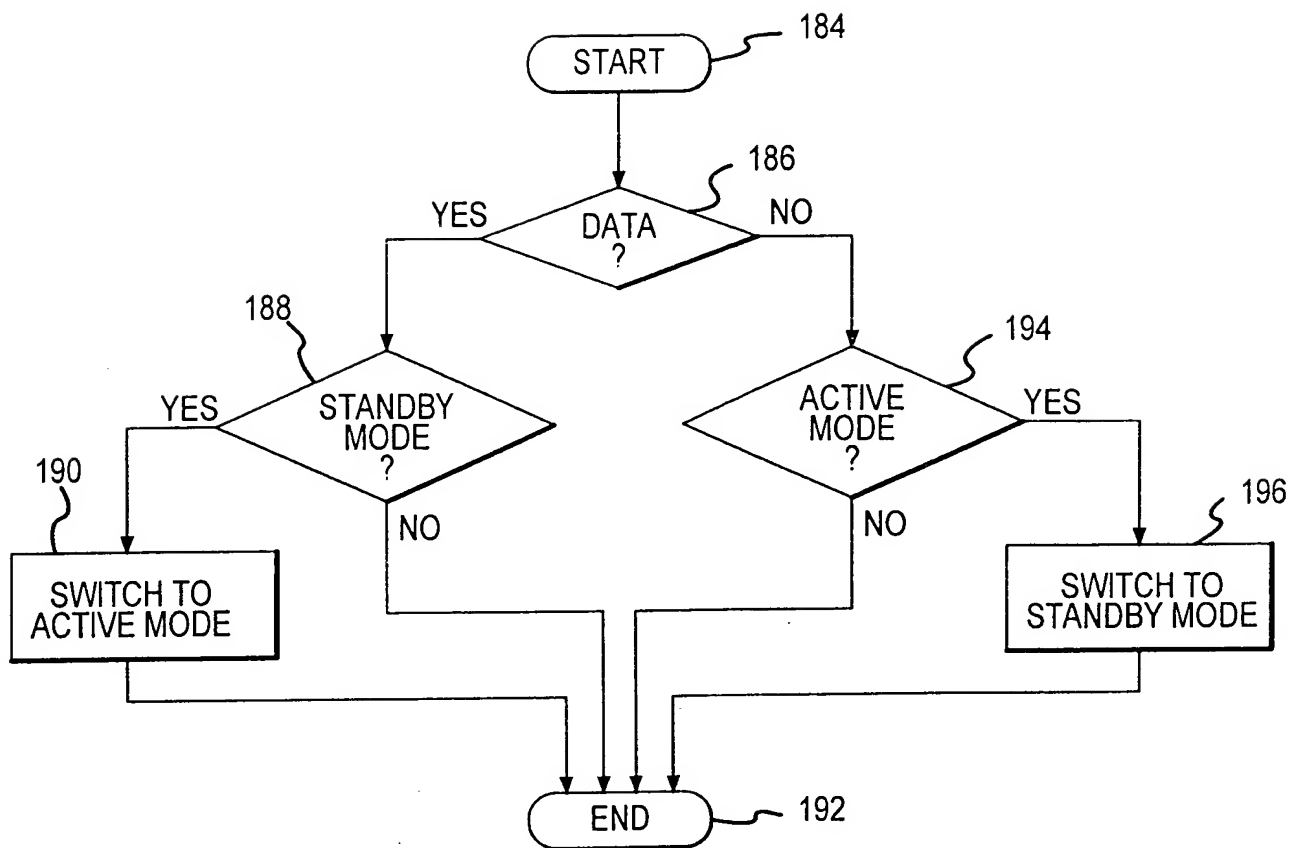 184
START
186
YES
DATA
?
NO
188
194
YES
STANDBY
MODE
?
ACTIVE
MODE
?
YES
190
NO
NO
196
SWITCH TO
ACTIVE MODE
SWITCH TO
STANDBY MODE
END
192